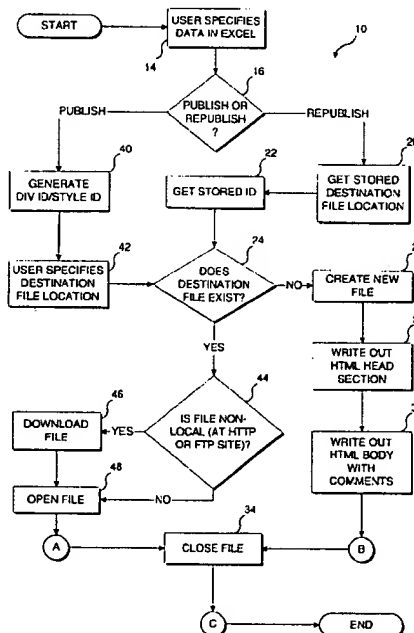 START
USER SPECIFIES
DATA IN EXCEL
10
14
16
PUBLISH OR
REPUBLISH
?
PUBLISH
REPUBLISH
40
22
GENERATE
DIV ID/STYLE ID
GET STORED ID
GET STORED
DESTINATION
FILE LOCATION
42
24
USER SPECIFIES
DESTINATION
FILE LOCATION
DOES
DESTINATION
FILE EXIST?
NO
CREATE NEW
FILE
YES
WRITE OUT
HTML HEAD
SECTION
44
46
DOWNLOAD
FILE
YES
IS FILE NON-
LOCAL (AT HTTP
OR FTP SITE)?
WRITE OUT
HTML BODY
WITH
COMMENTS
48
OPEN FILE
NO
34
A
CLOSE FILE
B
C
END